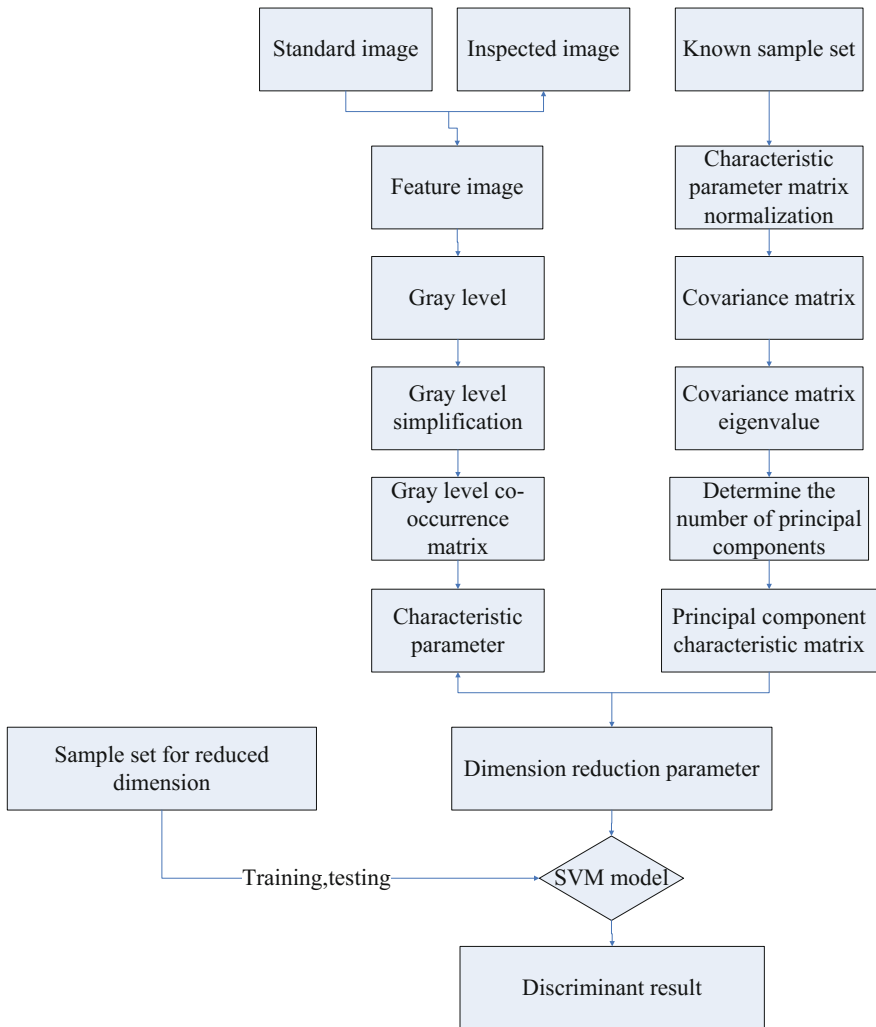 Standard image
Inspected image
Known sample set
Feature image
Characteristic
parameter matrix
normalization
Gray level
Covariance matrix
Gray level
simplification
Covariance matrix
eigenvalue
Gray level co-
occurrence
matrix
Determine the
number of principal
components
Characteristic
parameter
Principal component
characteristic matrix
Sample set for reduced
dimension
Dimension reduction parameter
Training,testing
SVM model
Discriminant result